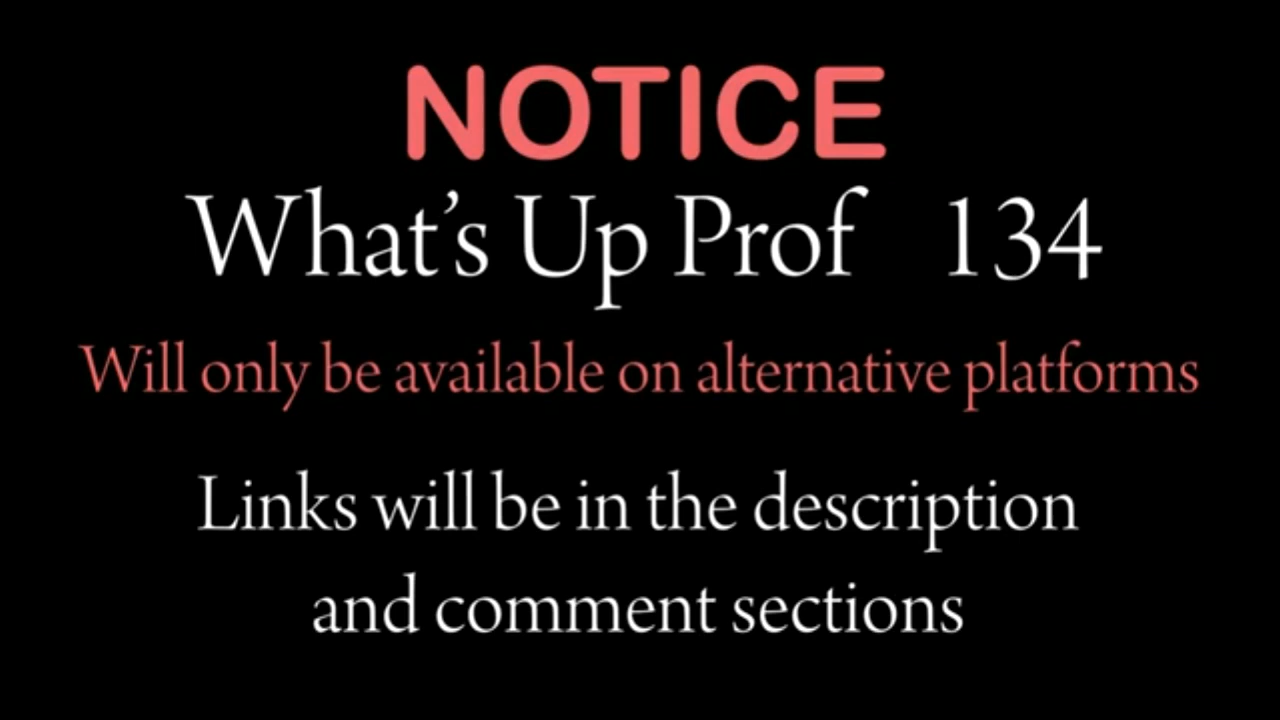 NOTICE
What's Up Prof 134
Will only be available on alternative platforms
Links will be in the description
and comment sections